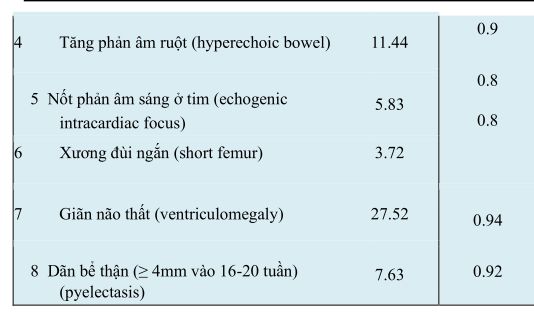 4 Tăng phản âm ruột (hyperechoic bowel) 11.44 0.9
5 Nốt phản âm sáng ở tim (echogenic intracardiac focus) 5.83 0.8
6 Xương đùi ngắn (short femur) 3.72 0.8
7 Giãn não thất (ventriculomegaly) 27.52 0.94
8 Dãn bể thận (≥ 4mm vào 16-20 tuần) 7.63 0.92
(pyelectasis)